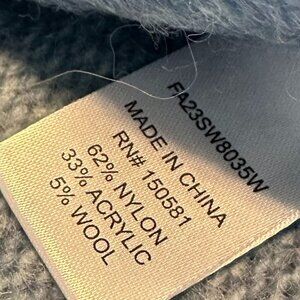 FA23SW8035W
MADE IN CHINA
RN# 150581
62% NYLON
33% ACRYLIC
5% WOOL